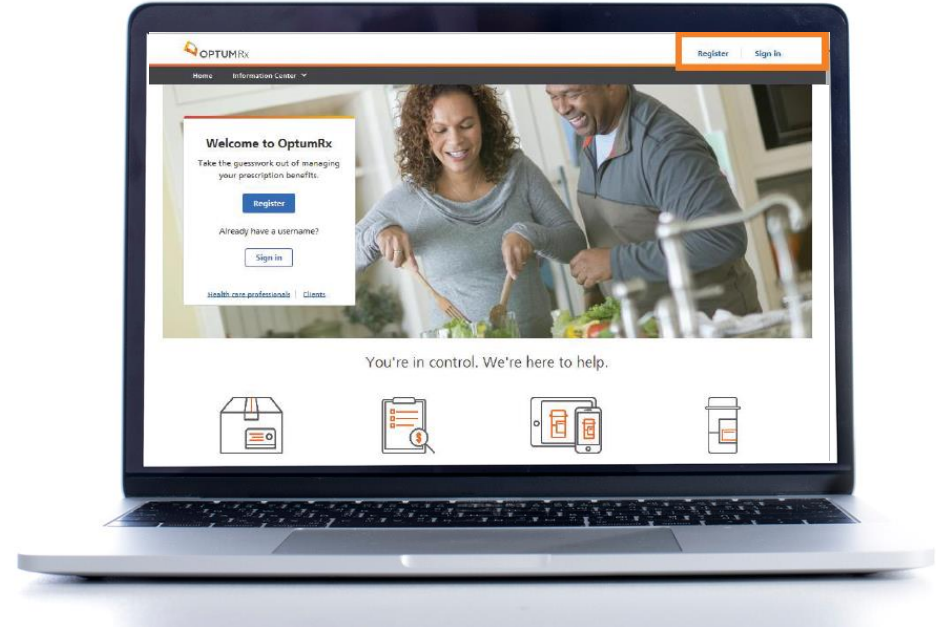 OPTUMRx
Register Sign in
Home Information Center
Welcome to OptumRx
Take the guesswork out of managing
your prescription benefits.
Register
Already have a username?
Sign in
Health care professionals | Clients
You're in control. We're here to help.
$